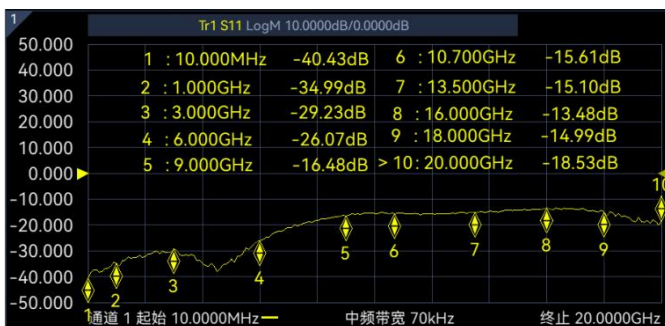 1
Tr1 S11 LogM 10.0000dB/0.0000dB
50.000
40.000
30.000
20.000
10.000
0.000
-10.000
-20.000
-30.000
-40.000
-50.000
1 : 10.000MHz -40.43dB
2 : 1.000GHz -34.99dB
3 : 3.000GHz -29.23dB
4 : 6.000GHz -26.07dB
5 : 9.000GHz -16.48dB
6 : 10.700GHz -15.61dB
7 : 13.500GHz -15.10dB
8 : 16.000GHz -13.48dB
9 : 18.000GHz -14.99dB
> 10 : 20.000GHz -18.53dB
1
2
3
4
5
6
7
8
9
10
通道 1 起始 10.0000MHz
中频带宽 70kHz
终止 20.0000GHz